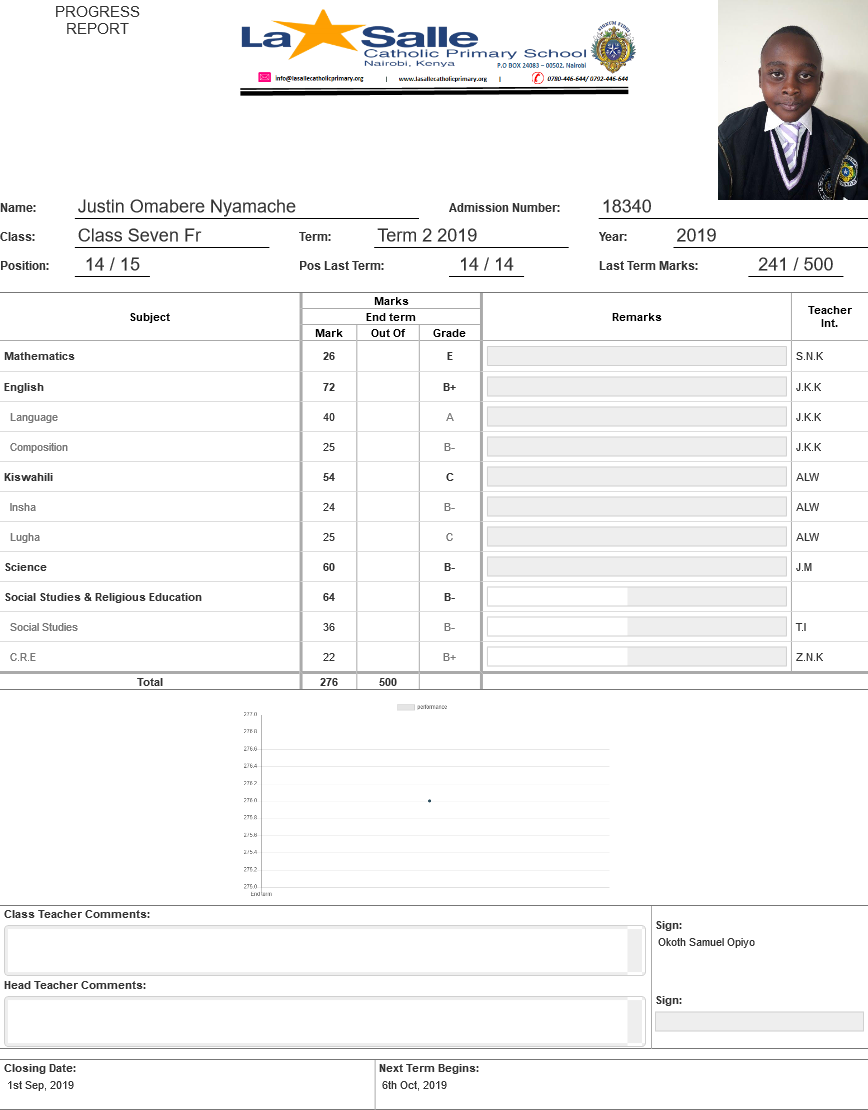 PROGRESS
REPORT
La Salle
Catholic Primary School
Nairobi, Kenya
P.O BOX 24083 – 00502, Nairobi
info@lasallecatholicprimary.org | www.lasallecatholicprimary.org | 0780-446-644/ 0792-446-644
Name: Justin Omabere Nyamache Admission Number: 18340
Class: Class Seven Fr Term: Term 2 2019 Year: 2019
Position: 14 / 15 Pos Last Term: 14 / 14 Last Term Marks: 241 / 500
Marks
End term
Subject Mark Out Of Grade Remarks Teacher Int.
Mathematics 26 E S.N.K
English 72 B+ J.K.K
Language 40 A J.K.K
Composition 25 B- J.K.K
Kiswahili 54 C ALW
Insha 24 B- ALW
Lugha 25 C ALW
Science 60 B- J.M
Social Studies & Religious Education 64 B-
Social Studies 36 B- T.I
C.R.E 22 B+ Z.N.K
Total 276 500
performance
277.0
276.8
276.6
276.4
276.2
276.0
275.8
275.6
275.4
275.2
275.0
End term
Class Teacher Comments:
Sign:
Okoth Samuel Opiyo
Head Teacher Comments:
Sign:
Closing Date: Next Term Begins:
1st Sep, 2019 6th Oct, 2019